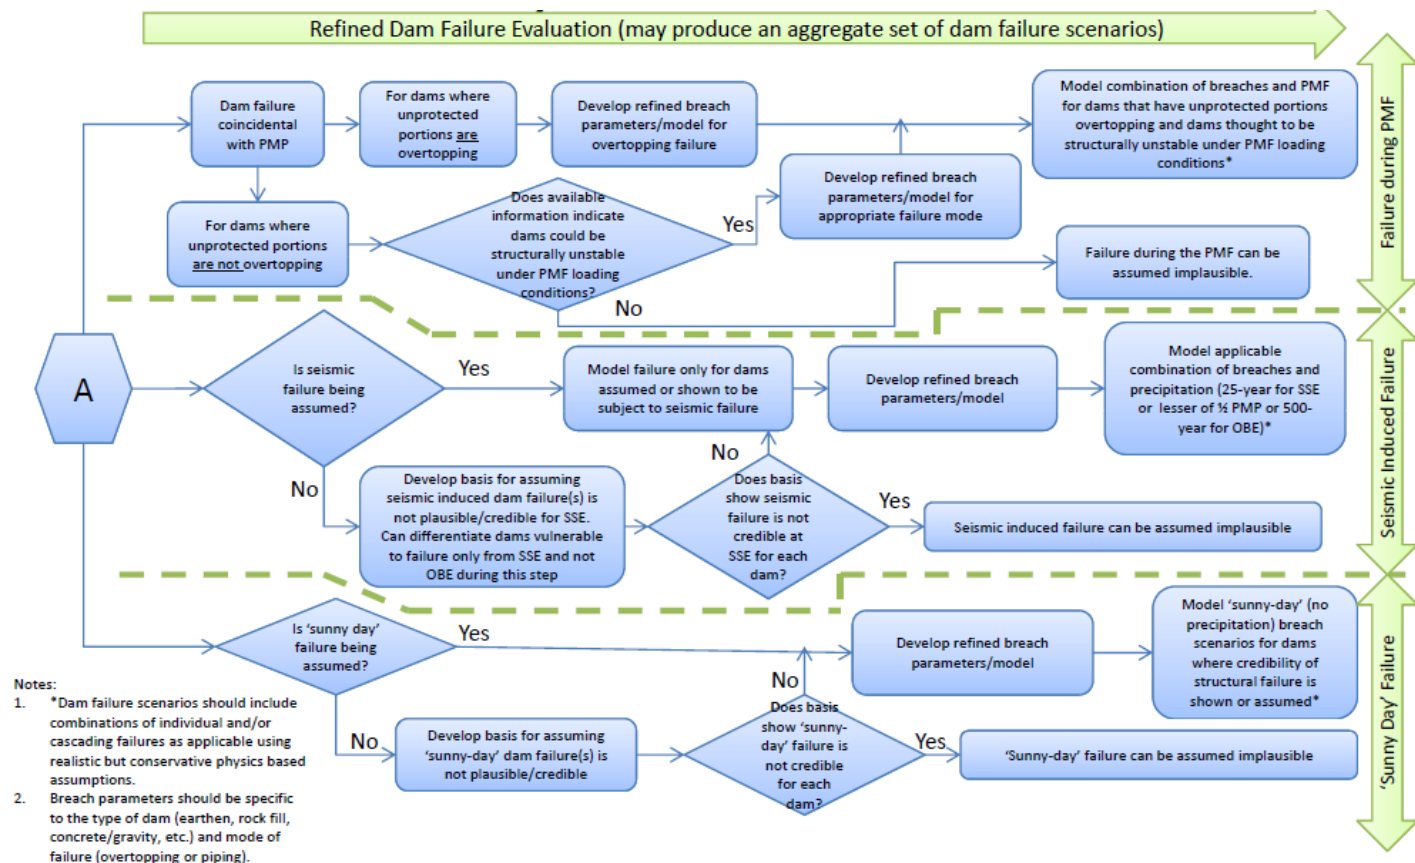 Refined Dam Failure Evaluation (may produce an aggregate set of dam failure scenarios)
Dam failure
coincidental
with PMP
For dams where
unprotected
portions are
overtopping
Develop refined breach
parameters/model for
overtopping failure
Model combination of breaches and PMF
for dams that have unprotected portions
overtopping and dams thought to be
structurally unstable under PMF loading
conditions*
For dams where
unprotected portions
are not overtopping
Does available
information indicate
dams could be
structurally unstable
under PMF loading
conditions?
Yes
Develop refined breach
parameters/model for
appropriate failure mode
No
Failure during the PMF can be
assumed implausible.
Failure during PMF
A
Is seismic
failure being
assumed?
Yes
Model failure only for dams
assumed or shown to be
subject to seismic failure
Develop refined breach
parameters/model
Model applicable
combination of breaches and
precipitation (25-year for SSE
or lesser of ½ PMP or 500-
year for OBE)*
No
Develop basis for assuming
seismic induced dam failure(s) is
not plausible/credible for SSE.
Can differentiate dams vulnerable
to failure only from SSE and not
OBE during this step
No
Does basis
show seismic
failure is not
credible at
SSE for each
dam?
Yes
Seismic induced failure can be assumed implausible
Seismic Induced Failure
Is ‘sunny day’
failure being
assumed?
Yes
Develop refined breach
parameters/model
Model ‘sunny-day’ (no
precipitation) breach
scenarios for dams
where credibility of
structural failure is
shown or assumed*
No
Develop basis for assuming
‘sunny-day’ dam failure(s) is
not plausible/credible
No
Does basis
show ‘sunny-
day’ failure is
not credible
for each
dam?
Yes
‘Sunny-day’ failure can be assumed implausible
‘Sunny Day’ Failure
Notes:
1. *Dam failure scenarios should include
combinations of individual and/or
cascading failures as applicable using
realistic but conservative physics based
assumptions.
2. Breach parameters should be specific
to the type of dam (earthen, rock fill,
concrete/gravity, etc.) and mode of
failure (overtopping or piping).